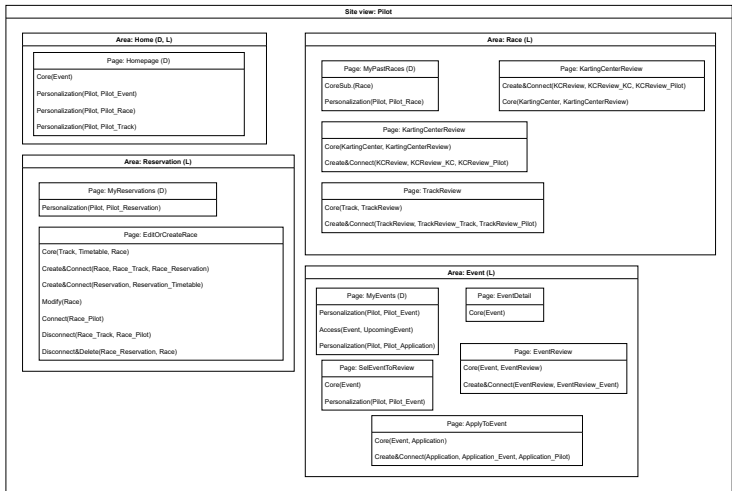 Site view: Pilot
Area: Home (D, L)
Page: Homepage (D)
Core(Event)
Personalization(Pilot, Pilot_Event)
Personalization(Pilot, Pilot_Race)
Personalization(Pilot, Pilot_Track)
Area: Reservation (L)
Page: MyReservations (D)
Personalization(Pilot, Pilot_Reservation)
Page: EditOrCreateRace
Core(Track, Timetable, Race)
Create&Connect(Race, Race_Track, Race_Reservation)
Create&Connect(Reservation, Reservation_Timetable)
Modify(Race)
Connect(Race_Pilot)
Disconnect(Race_Track, Race_Pilot)
Disconnect&Delete(Race_Reservation, Race)
Area: Race (L)
Page: MyPastRaces (D)
CoreSub.(Race)
Personalization(Pilot, Pilot_Race)
Page: KartingCenterReview
Create&Connect(KCReview, KCReview_KC, KCReview_Pilot)
Core(KartingCenter, KartingCenterReview)
Page: KartingCenterReview
Core(KartingCenter, KartingCenterReview)
Create&Connect(KCReview, KCReview_KC, KCReview_Pilot)
Page: TrackReview
Core(Track, TrackReview)
Create&Connect(TrackReview, TrackReview_Track, TrackReview_Pilot)
Area: Event (L)
Page: MyEvents (D)
Personalization(Pilot, Pilot_Event)
Access(Event, UpcomingEvent)
Personalization(Pilot, Pilot_Application)
Page: EventDetail
Core(Event)
Page: SelEventToReview
Core(Event)
Personalization(Pilot, Pilot_Event)
Page: EventReview
Core(Event, EventReview)
Create&Connect(EventReview, EventReview_Event)
Page: ApplyToEvent
Core(Event, Application)
Create&Connect(Application, Application_Event, Application_Pilot)